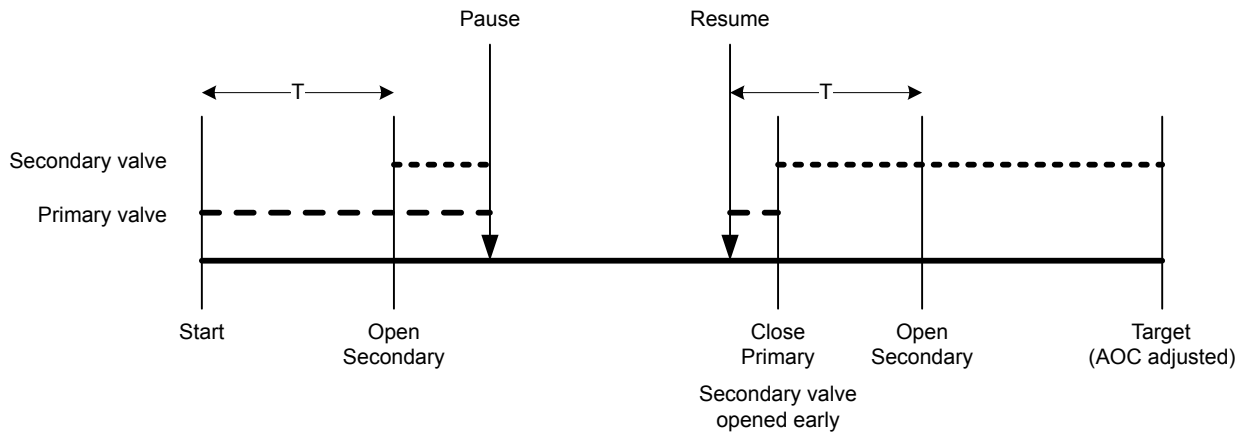 Pause
Resume
T
T
Secondary valve
Primary valve
Start
Open
Secondary
Close
Primary
Open
Secondary
Target
(AOC adjusted)
Secondary valve
opened early